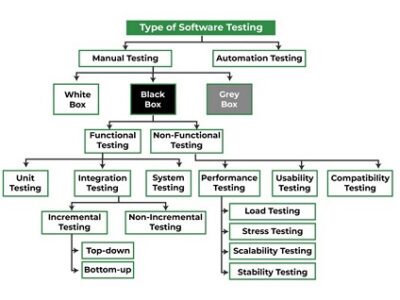 Type of Software Testing
Manual Testing
Automation Testing
White
Box
Black
Box
Grey
Box
Functional
Testing
Non-Functional
Testing
Unit
Testing
Integration
Testing
System
Testing
Performance
Testing
Usability
Testing
Compatibility
Testing
Incremental
Testing
Non-Incremental
Testing
Top-down
Bottom-up
Load Testing
Stress Testing
Scalability Testing
Stability Testing